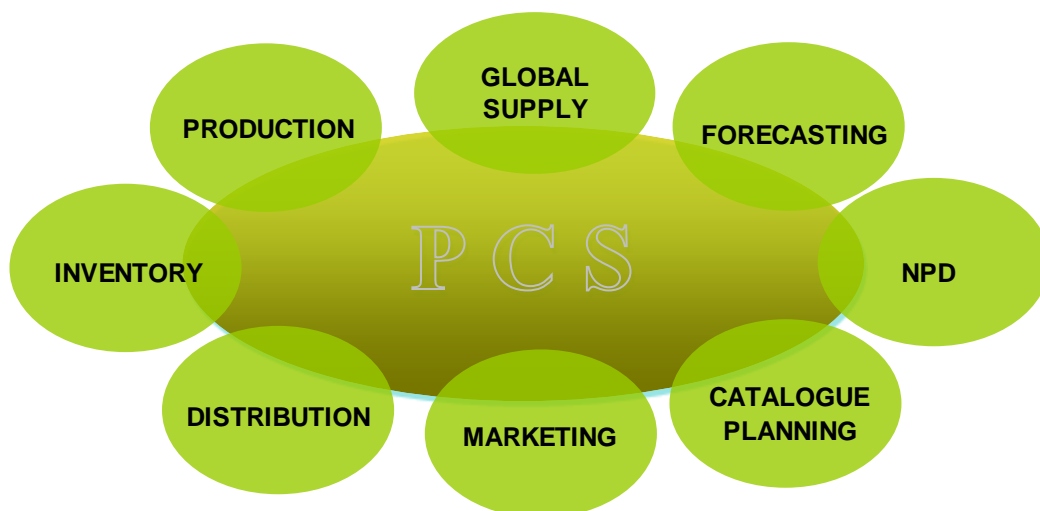 GLOBAL
SUPPLY
PRODUCTION
FORECASTING
P C S
INVENTORY
NPD
DISTRIBUTION
MARKETING
CATALOGUE
PLANNING